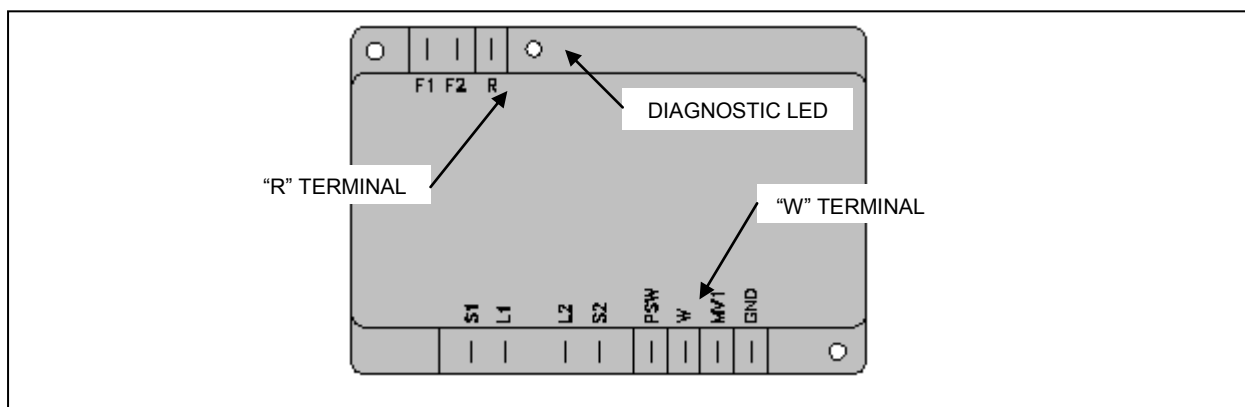 F1 F2 R
DIAGNOSTIC LED
“R” TERMINAL
“W” TERMINAL
S1 L1 L2 S2 PSW W MV1 GND